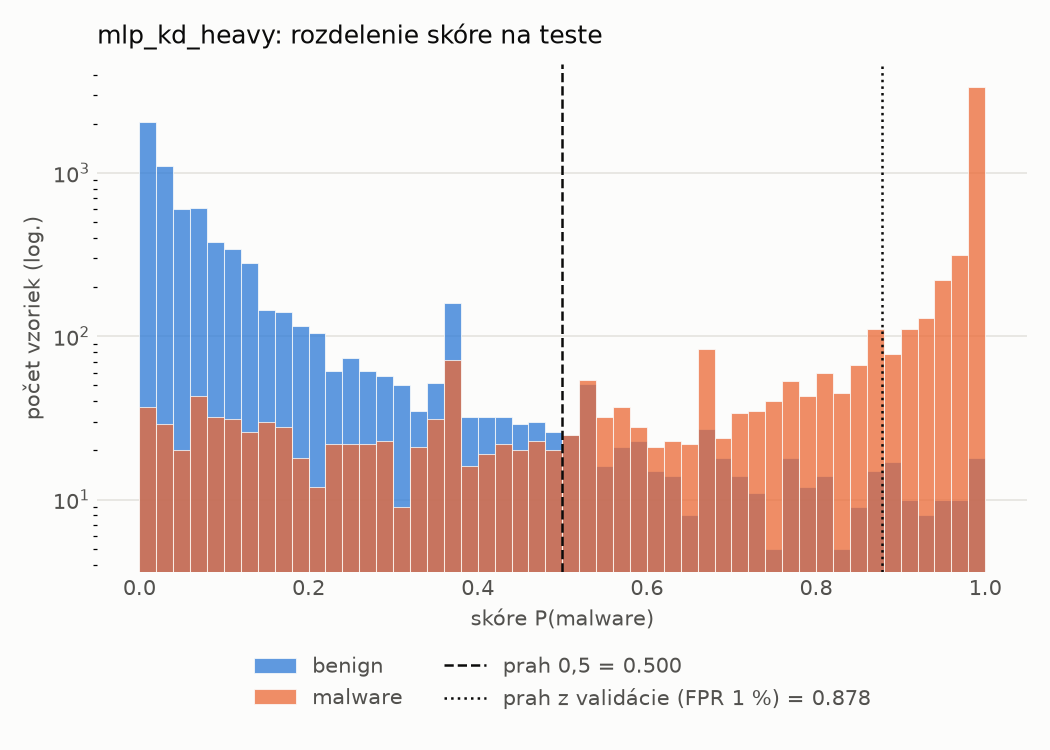 mlp_kd_heavy: rozdelenie skóre na teste
počet vzoriek (log.)
10³
10²
10¹
0.0 0.2 0.4 0.6 0.8 1.0
skóre P(malware)
benign
malware
prah 0,5 = 0.500
prah z validácie (FPR 1 %) = 0.878